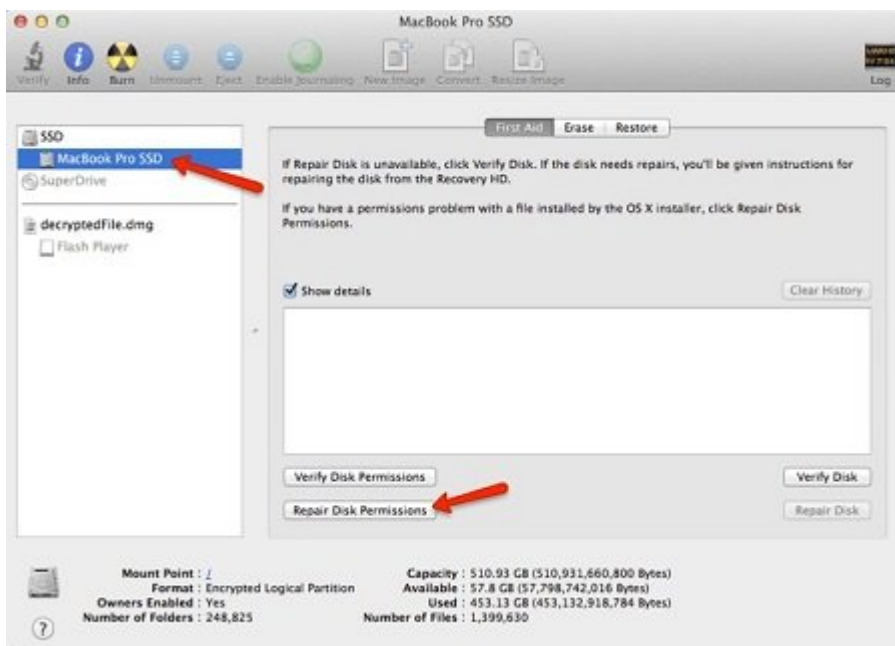 MacBook Pro SSD
Verify Info Burn Unmount Eject Enable Journaling New Image Convert Resize Image Log
First Aid Erase Restore
SSD
MacBook Pro SSD
SuperDrive
decryptedFile.dmg
Flash Player
If Repair Disk is unavailable, click Verify Disk. If the disk needs repairs, you'll be given instructions for
repairing the disk from the Recovery HD.
If you have a permissions problem with a file installed by the OS X installer, click Repair Disk
Permissions.
Show details
Clear History
Verify Disk Permissions
Verify Disk
Repair Disk Permissions
Repair Disk
Mount Point : /
Format : Encrypted Logical Partition
Owners Enabled : Yes
Number of Folders : 248,825
Capacity : 510.93 GB (510,931,660,800 Bytes)
Available : 57.8 GB (57,798,742,016 Bytes)
Used : 453.13 GB (453,132,918,784 Bytes)
Number of Files : 1,399,630
?